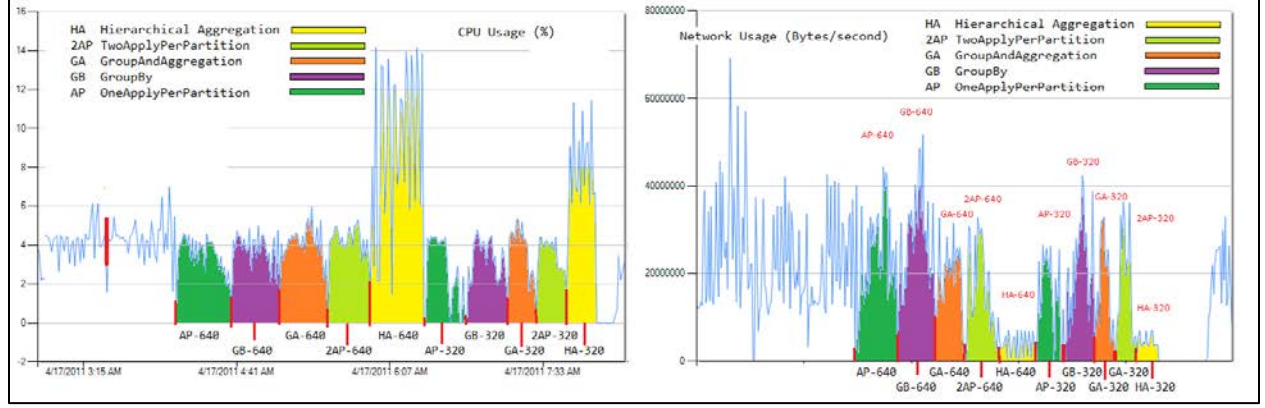 CPU Usage (%)
HA Hierarchical Aggregation
2AP TwoApplyPerPartition
GA GroupAndAggregation
GB GroupBy
AP OneApplyPerPartition
16
14
12
10
8
6
4
2
0
-2
AP-640
GB-640
GA-640
2AP-640
HA-640
AP-320
GB-320
GA-320
2AP-320
HA-320
4/17/2011 3:15 AM
4/17/2011 4:41 AM
4/17/2011 6:07 AM
4/17/2011 7:33 AM
Network Usage (Bytes/second)
HA Hierarchical Aggregation
2AP TwoApplyPerPartition
GA GroupAndAggregation
GB GroupBy
AP OneApplyPerPartition
80000000
60000000
40000000
20000000
0
AP-640
GB-640
GA-640
2AP-640
HA-640
AP-320
GB-320
GA-320
2AP-320
HA-320
AP-640
GB-640
GA-640
2AP-640
HA-640
AP-320
GB-320
GA-320
GA-320
HA-320